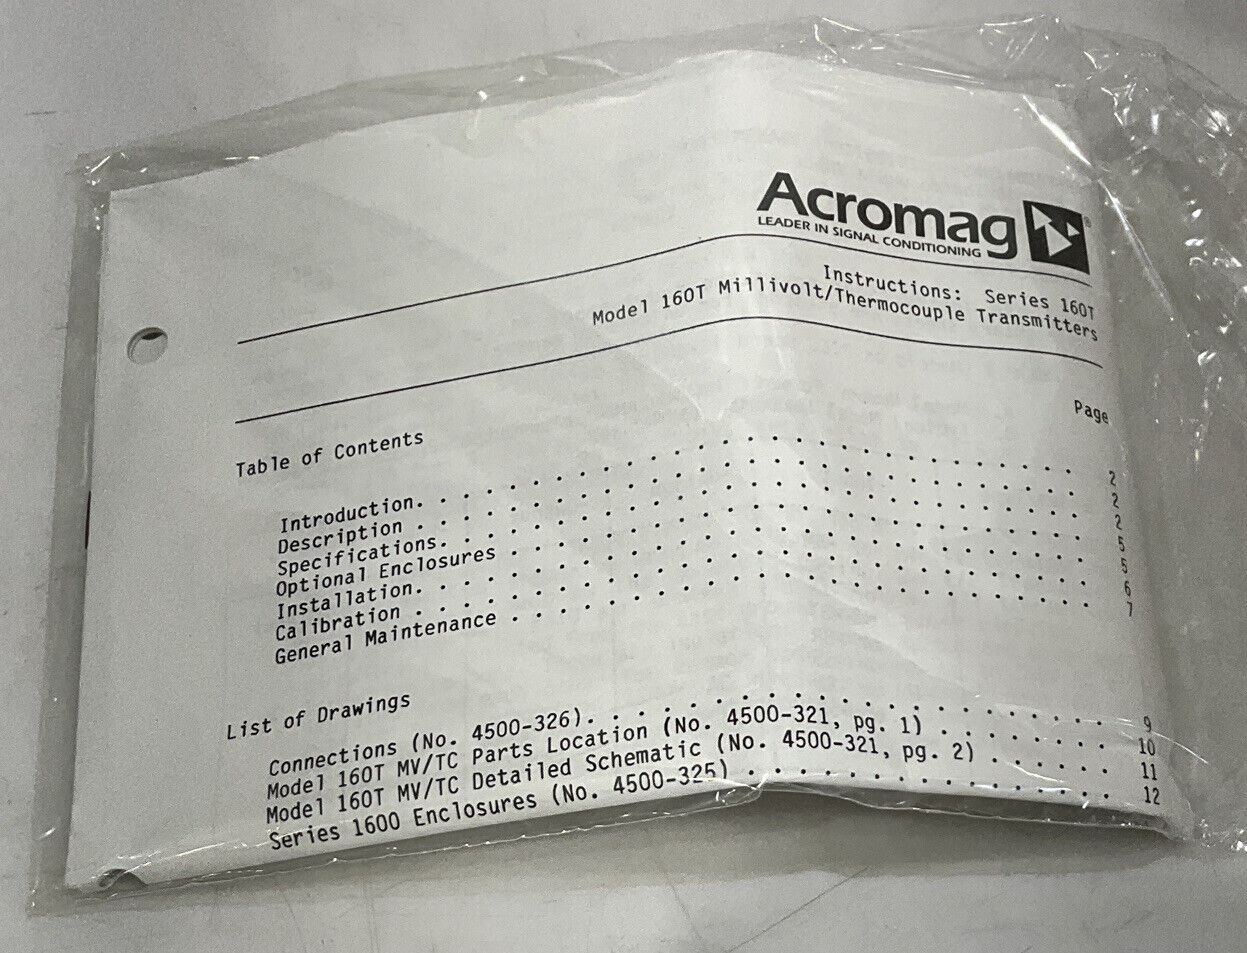 Acromag
®
LEADER IN SIGNAL CONDITIONING
Instructions: Series 160T
Model 160T Millivolt/Thermocouple Transmitters
Page
Table of Contents
Introduction. . . . . . . . . . . . . . . . . . . . . . . . . . . . 2
Description . . . . . . . . . . . . . . . . . . . . . . . . . . . . 2
Specifications. . . . . . . . . . . . . . . . . . . . . . . . . . . 2
Optional Enclosures . . . . . . . . . . . . . . . . . . . . . . . . 5
Installation. . . . . . . . . . . . . . . . . . . . . . . . . . . . 5
Calibration . . . . . . . . . . . . . . . . . . . . . . . . . . . . 6
General Maintenance . . . . . . . . . . . . . . . . . . . . . . . . 7
List of Drawings
Connections (No. 4500-326). . . . . . . . . . . . . . . . . . . . . 9
Model 160T MV/TC Parts Location (No. 4500-321, pg. 1) . . . . . . . 10
Model 160T MV/TC Detailed Schematic (No. 4500-321, pg. 2) . . . . . 11
Series 1600 Enclosures (No. 4500-325) . . . . . . . . . . . . . . . 12